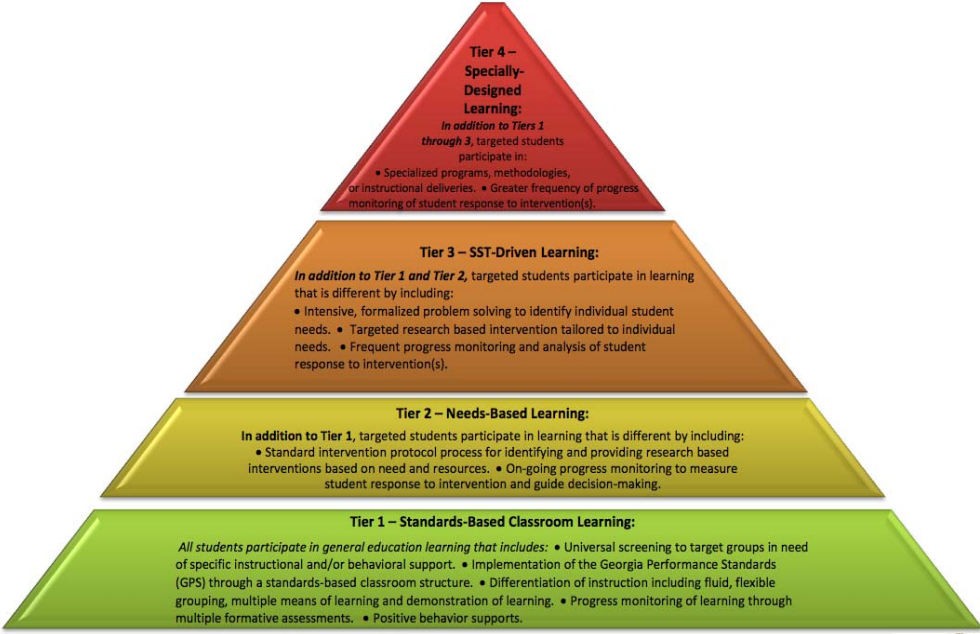 Tier 4 –
Specially-
Designed
Learning:
In addition to Tiers 1
through 3, targeted students
participate in:
• Specialized programs, methodologies,
or instructional deliveries. • Greater frequency of progress
monitoring of student response to intervention(s).
Tier 3 – SST-Driven Learning:
In addition to Tier 1 and Tier 2, targeted students participate in learning
that is different by including:
• Intensive, formalized problem solving to identify individual student
needs. • Targeted research based intervention tailored to individual
needs. • Frequent progress monitoring and analysis of student
response to intervention(s).
Tier 2 – Needs-Based Learning:
In addition to Tier 1, targeted students participate in learning that is different by including:
• Standard intervention protocol process for identifying and providing research based
interventions based on need and resources. • On-going progress monitoring to measure
student response to intervention and guide decision-making.
Tier 1 – Standards-Based Classroom Learning:
All students participate in general education learning that includes: • Universal screening to target groups in need
of specific instructional and/or behavioral support. • Implementation of the Georgia Performance Standards
(GPS) through a standards-based classroom structure. • Differentiation of instruction including fluid, flexible
grouping, multiple means of learning and demonstration of learning. • Progress monitoring of learning through
multiple formative assessments. • Positive behavior supports.